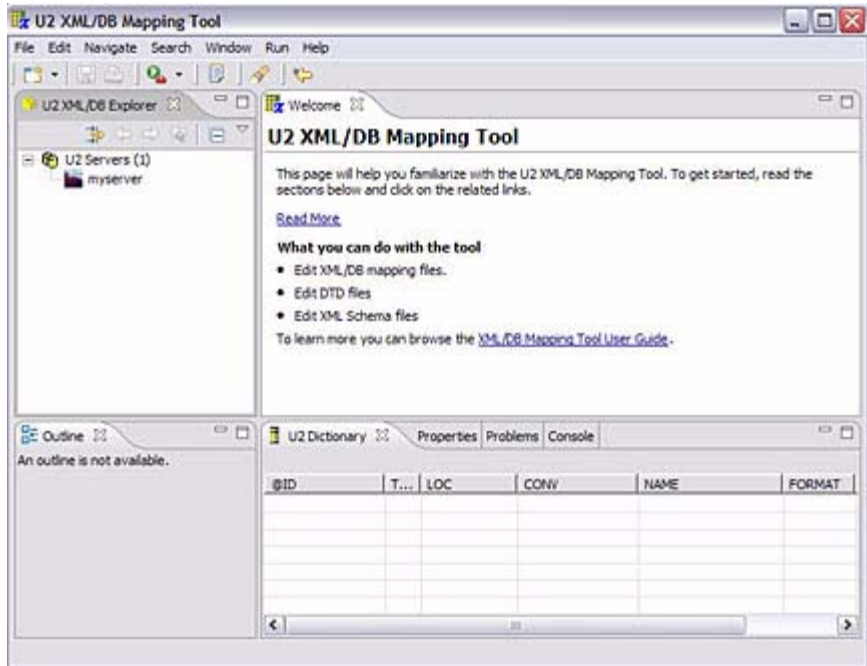 U2 XML/DB Mapping Tool
File Edit Navigate Search Window Run Help
U2 XML/DB Explorer
U2 Servers (1)
myserver
Welcome
U2 XML/DB Mapping Tool
This page will help you familiarize with the U2 XML/DB Mapping Tool. To get started, read the
sections below and click on the related links.
Read More
What you can do with the tool
• Edit XML/DB mapping files.
• Edit DTD files
• Edit XML Schema files
To learn more you can browse the XML/DB Mapping Tool User Guide.
Outline
An outline is not available.
U2 Dictionary Properties Problems Console
@ID T... LOC CONV NAME FORMAT